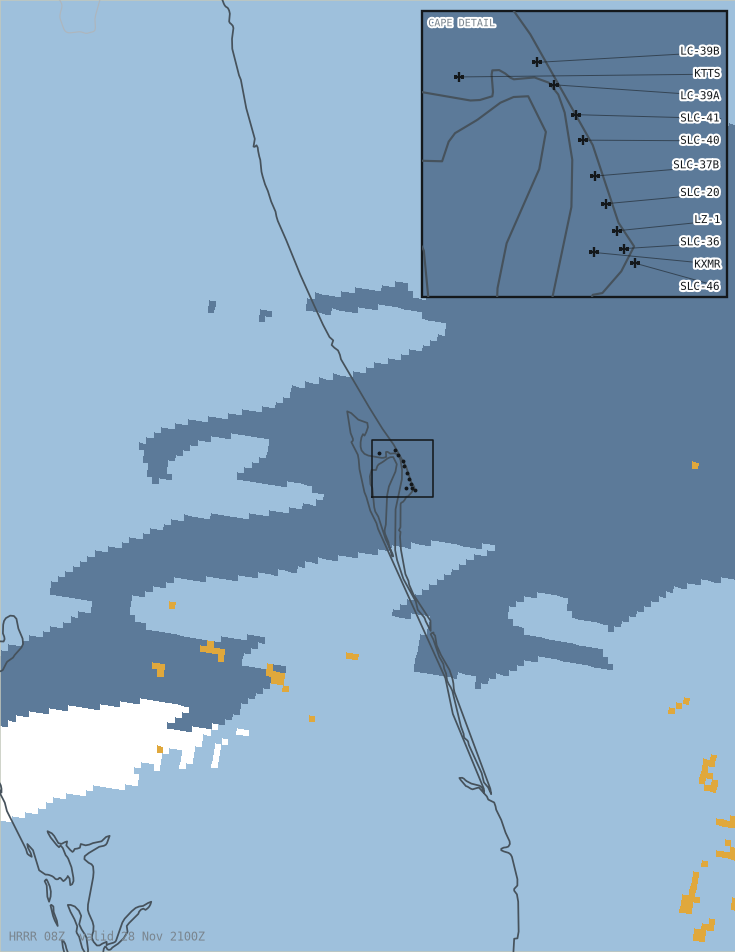 CAPE DETAIL
LC-39B
KTTS
LC-39A
SLC-41
SLC-40
SLC-37B
SLC-20
LZ-1
SLC-36
KXMR
SLC-46
HRRR 08Z valid 28 Nov 2100Z